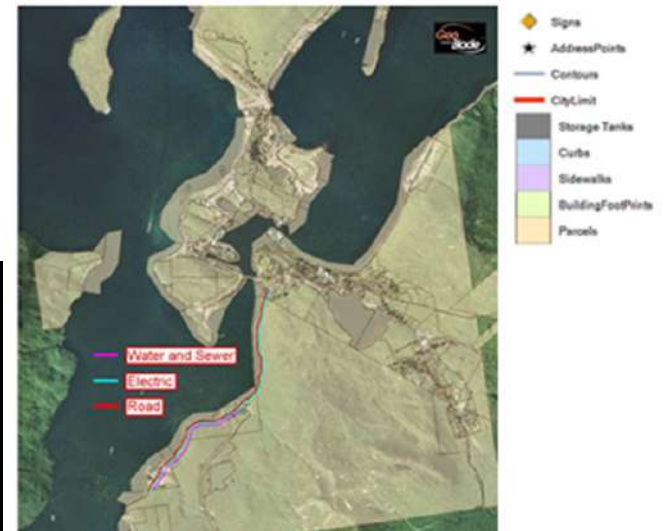 Signs
AddressPoints
Contours
CityLimit
Storage Tanks
Curbs
Sidewalks
BuildingFootPrints
Parcels
Water and Sewer
Electric
Road